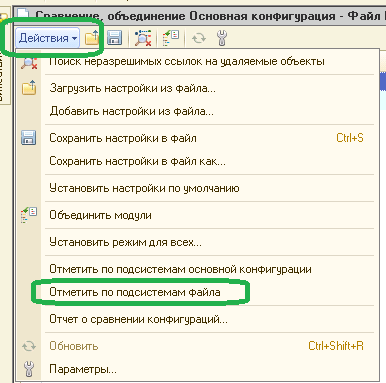 Сравнение, объединение Основная конфигурация - Файл
Действия
Поиск неразрешимых ссылок на удаляемые объекты
Загрузить настройки из файла...
Добавить настройки из файла...
Сохранить настройки в файл Ctrl+S
Сохранить настройки в файл как...
Установить настройки по умолчанию
Объединить модули
Установить режим для всех...
Отметить по подсистемам основной конфигурации
Отметить по подсистемам файла
Отчет о сравнении конфигураций...
Обновить Ctrl+Shift+R
Параметры...